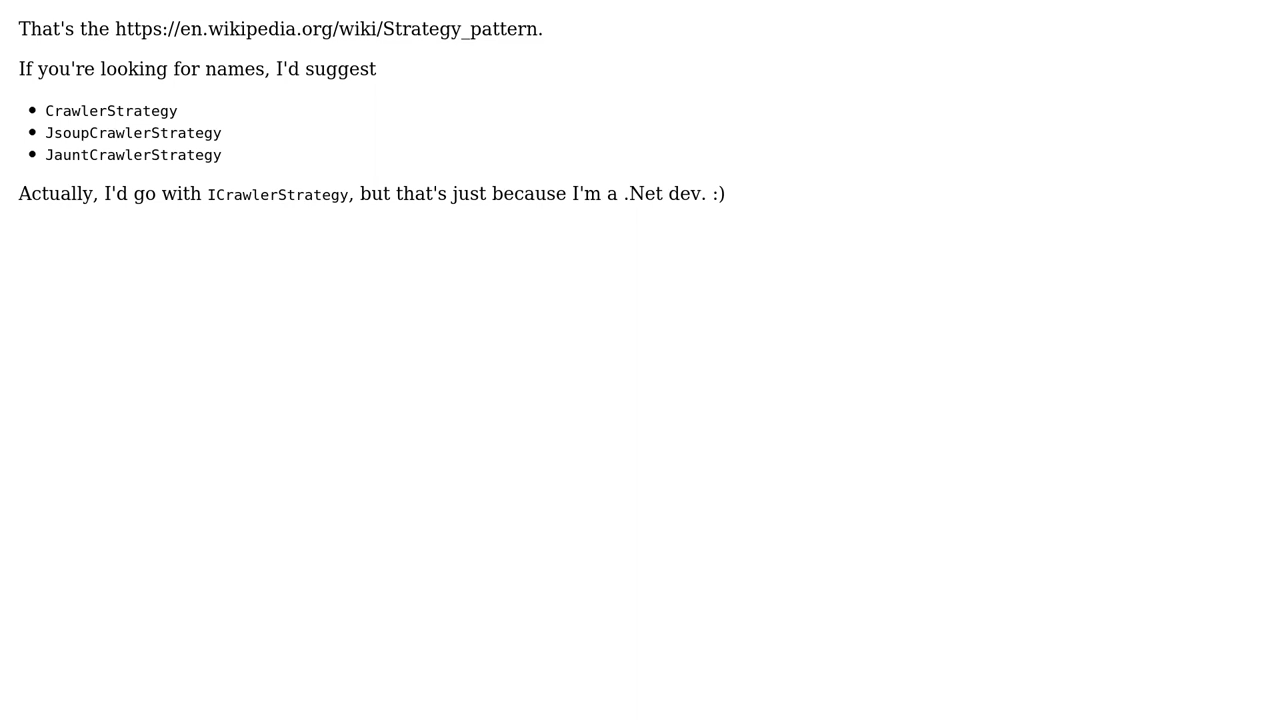 That's the https://en.wikipedia.org/wiki/Strategy_pattern.
If you're looking for names, I'd suggest
CrawlerStrategy
JsoupCrawlerStrategy
JauntCrawlerStrategy
Actually, I'd go with ICrawlerStrategy, but that's just because I'm a .Net dev. :)